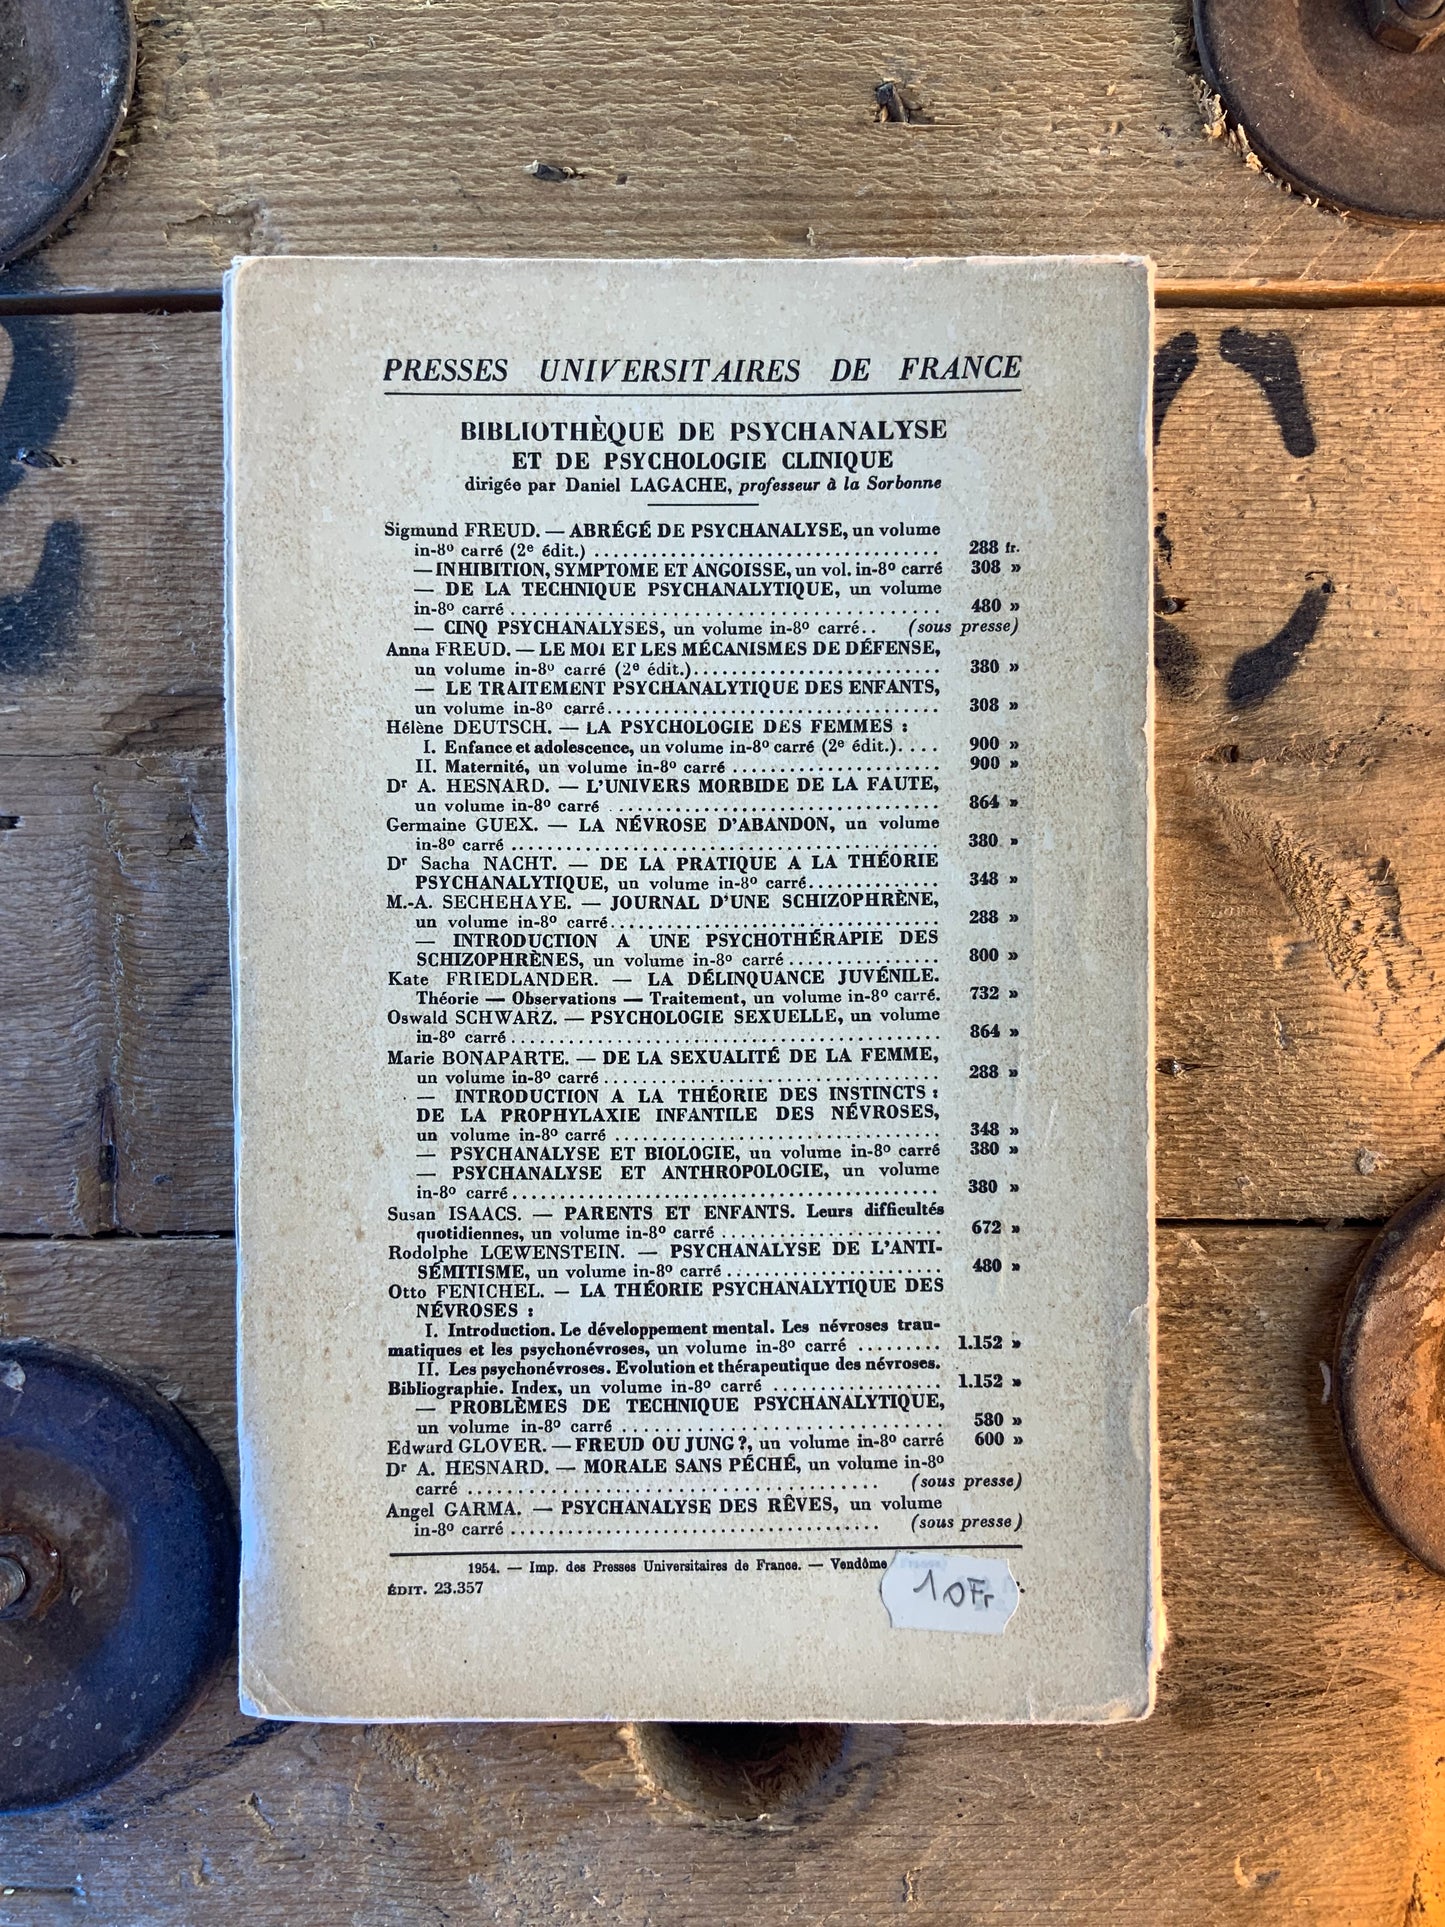 PRESSES UNIVERSITAIRES DE FRANCE
BIBLIOTHÈQUE DE PSYCHANALYSE
ET DE PSYCHOLOGIE CLINIQUE
dirigée par Daniel LAGACHE, professeur à la Sorbonne
Sigmund FREUD. — ABRÉGÉ DE PSYCHANALYSE, un volume
in-8º carré (2e édit.) ........ 288 fr.
— INHIBITION, SYMPTOME ET ANGOISSE, un vol. in-8º carré 308 »
— DE LA TECHNIQUE PSYCHANALYTIQUE, un volume
in-8º carré ........ 480 »
— CINQ PSYCHANALYSES, un volume in-8º carré.. (sous presse)
Anna FREUD. — LE MOI ET LES MÉCANISMES DE DÉFENSE,
un volume in-8º carré (2e édit.)........ 380 »
— LE TRAITEMENT PSYCHANALYTIQUE DES ENFANTS,
un volume in-8º carré........ 308 »
Hélène DEUTSCH. — LA PSYCHOLOGIE DES FEMMES :
I. Enfance et adolescence, un volume in-8º carré (2e édit.).... 900 »
II. Maternité, un volume in-8º carré ........ 900 »
Dr A. HESNARD. — L'UNIVERS MORBIDE DE LA FAUTE,
un volume in-8º carré ........ 864 »
Germaine GUEX. — LA NÉVROSE D'ABANDON, un volume
in-8º carré ........ 380 »
Dr Sacha NACHT. — DE LA PRATIQUE A LA THÉORIE
PSYCHANALYTIQUE, un volume in-8º carré........ 348 »
M.-A. SECHEHAYE. — JOURNAL D'UNE SCHIZOPHRÈNE,
un volume in-8º carré........ 288 »
— INTRODUCTION A UNE PSYCHOTHÉRAPIE DES
SCHIZOPHRÈNES, un volume in-8º carré ........ 800 »
Kate FRIEDLANDER. — LA DÉLINQUANCE JUVÉNILE.
Théorie — Observations — Traitement, un volume in-8º carré. 732 »
Oswald SCHWARZ. — PSYCHOLOGIE SEXUELLE, un volume
in-8º carré ........ 864 »
Marie BONAPARTE. — DE LA SEXUALITÉ DE LA FEMME,
un volume in-8º carré ........ 288 »
— INTRODUCTION A LA THÉORIE DES INSTINCTS :
DE LA PROPHYLAXIE INFANTILE DES NÉVROSES,
un volume in-8º carré ........ 348 »
— PSYCHANALYSE ET BIOLOGIE, un volume in-8º carré 380 »
— PSYCHANALYSE ET ANTHROPOLOGIE, un volume
in-8º carré ........ 380 »
Susan ISAACS. — PARENTS ET ENFANTS. Leurs difficultés
quotidiennes, un volume in-8º carré ........ 672 »
Rodolphe LŒWENSTEIN. — PSYCHANALYSE DE L'ANTI-
SÉMITISME, un volume in-8º carré ........ 480 »
Otto FENICHEL. — LA THÉORIE PSYCHANALYTIQUE DES
NÉVROSES :
I. Introduction. Le développement mental. Les névroses trau-
matiques et les psychonévroses, un volume in-8º carré ........ 1.152 »
II. Les psychonévroses. Evolution et thérapeutique des névroses.
Bibliographie. Index, un volume in-8º carré ........ 1.152 »
— PROBLÈMES DE TECHNIQUE PSYCHANALYTIQUE,
un volume in-8º carré ........ 580 »
Edward GLOVER. — FREUD OU JUNG ?, un volume in-8º carré 600 »
Dr A. HESNARD. — MORALE SANS PÉCHÉ, un volume in-8º
carré ........ (sous presse)
Angel GARMA. — PSYCHANALYSE DES RÊVES, un volume
in-8º carré ........ (sous presse)
1954. — Imp. des Presses Universitaires de France. — Vendôme
ÉDIT. 23.357
10Fr